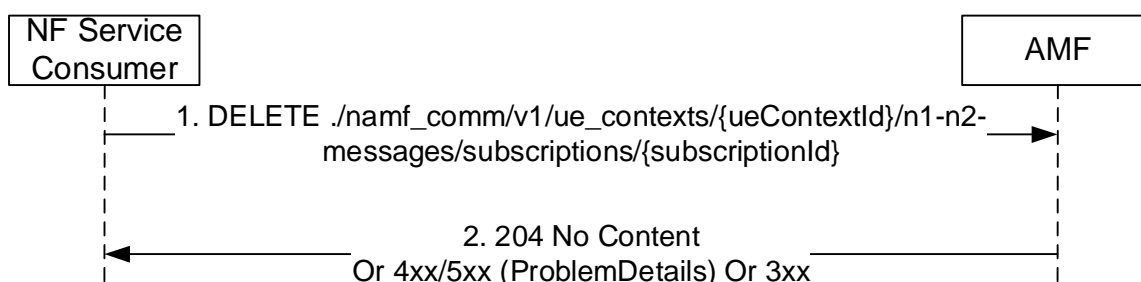 NF Service
Consumer
AMF
1. DELETE ./namf_comm/v1/ue_contexts/{ueContextId}/n1-n2-
messages/subscriptions/{subscriptionId}
2. 204 No Content
Or 4xx/5xx (ProblemDetails) Or 3xx